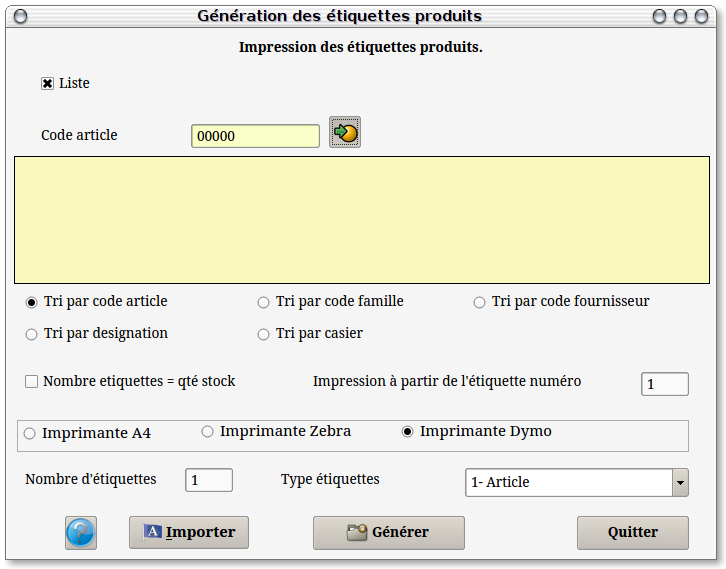 Génération des étiquettes produits
Impression des étiquettes produits.
Liste
Code article 00000
Tri par code article Tri par code famille Tri par code fournisseur
Tri par designation Tri par casier
Nombre etiquettes = qté stock Impression à partir de l'étiquette numéro 1
Imprimante A4 Imprimante Zebra Imprimante Dymo
Nombre d'étiquettes 1 Type étiquettes 1- Article
? A Importer Générer Quitter